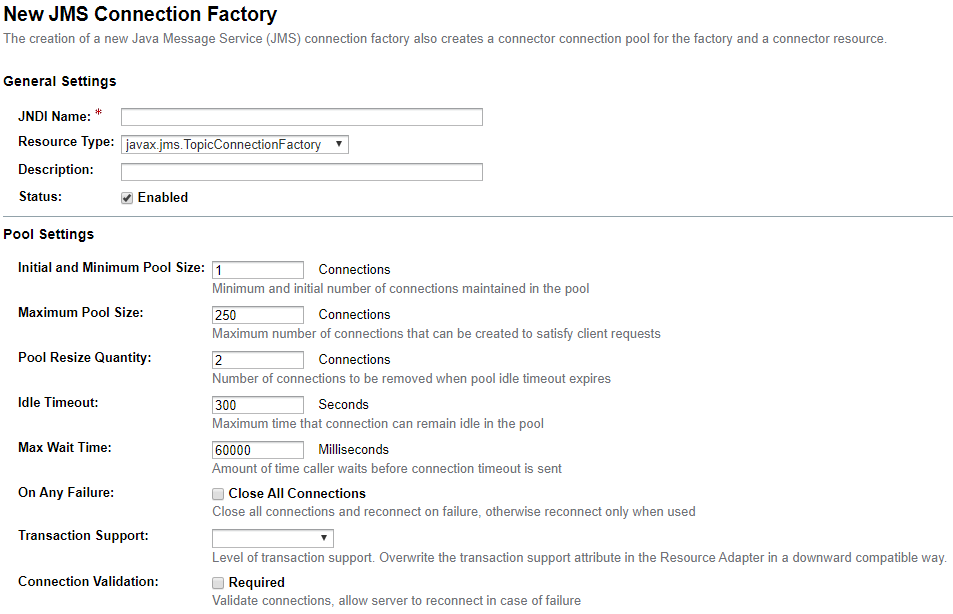 New JMS Connection Factory
The creation of a new Java Message Service (JMS) connection factory also creates a connector connection pool for the factory and a connector resource.
General Settings
JNDI Name: *
Resource Type: javax.jms.TopicConnectionFactory
Description:
Status: Enabled
Pool Settings
Initial and Minimum Pool Size: 1 Connections
Minimum and initial number of connections maintained in the pool
Maximum Pool Size: 250 Connections
Maximum number of connections that can be created to satisfy client requests
Pool Resize Quantity: 2 Connections
Number of connections to be removed when pool idle timeout expires
Idle Timeout: 300 Seconds
Maximum time that connection can remain idle in the pool
Max Wait Time: 60000 Milliseconds
Amount of time caller waits before connection timeout is sent
On Any Failure: Close All Connections
Close all connections and reconnect on failure, otherwise reconnect only when used
Transaction Support:
Level of transaction support. Overwrite the transaction support attribute in the Resource Adapter in a downward compatible way.
Connection Validation: Required
Validate connections, allow server to reconnect in case of failure